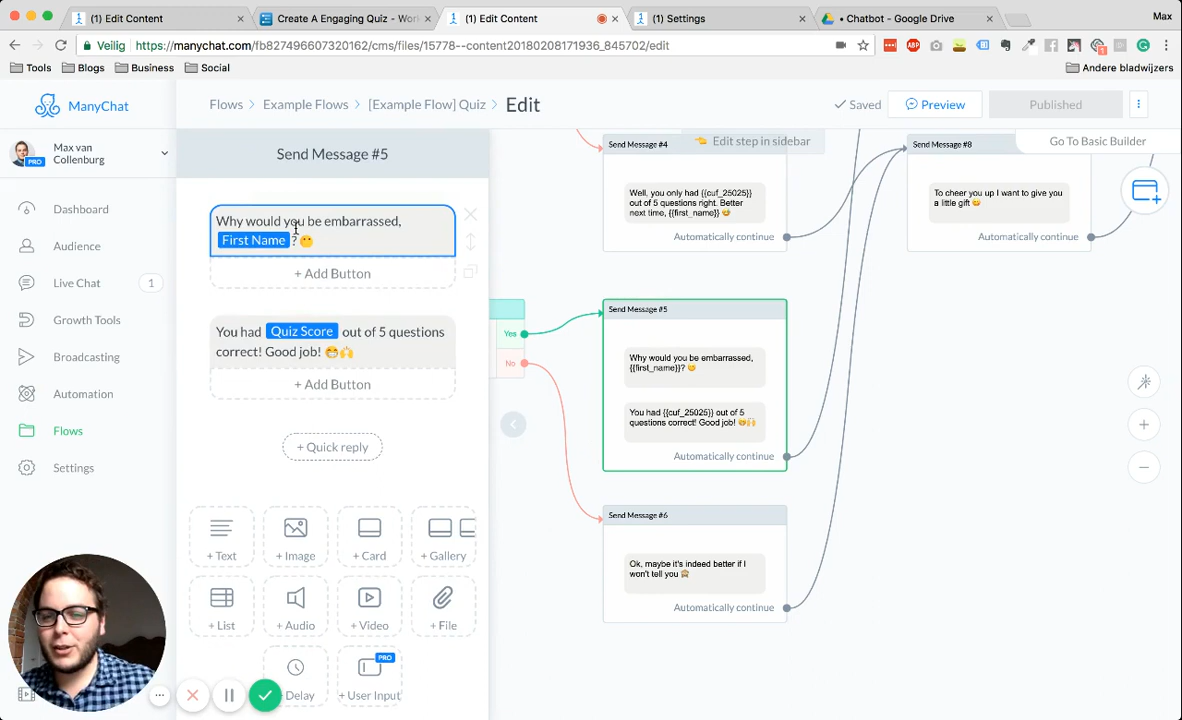 (1) Edit Content
Create A Engaging Quiz - Wor
(1) Edit Content
(1) Settings
• Chatbot - Google Drive
Max
Veilig
https://manychat.com/fb827496607320162/cms/files/15778--content20180208171936_845702/edit
Tools
Blogs
Business
Social
Andere bladwijzers
ManyChat
Flows > Example Flows > [Example Flow] Quiz > Edit
Saved
Preview
Published
Max van
Collenburg
PRO
Send Message #5
Edit step in sidebar
Go To Basic Builder
Dashboard
Audience
Live Chat
1
Growth Tools
Broadcasting
Automation
Flows
Settings
Why would you be embarrassed,
First Name ? 😶
+ Add Button
You had Quiz Score out of 5 questions
correct! Good job! 😁🙌
+ Add Button
+ Quick reply
+ Text
+ Image
+ Card
+ Gallery
+ List
+ Audio
+ Video
+ File
+ Delay
PRO
+ User Input
Yes
No
Send Message #4
Well, you only had {{cuf_25025}}
out of 5 questions right. Better
next time, {{first_name}}
Automatically continue
Send Message #8
To cheer you up I want to give you
a little gift
Automatically continue
Send Message #5
Why would you be embarrassed,
{{first_name}}?
You had {{cuf_25025}} out of 5
questions correct! Good job!
Automatically continue
Send Message #6
Ok, maybe it's indeed better if I
won't tell you 🙈
Automatically continue